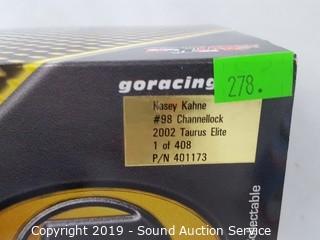 goracing
278.
Kasey Kahne
#98 Channellock
2002 Taurus Elite
1 of 408
P/N 401173
Copyright 2019 - Sound Auction Service